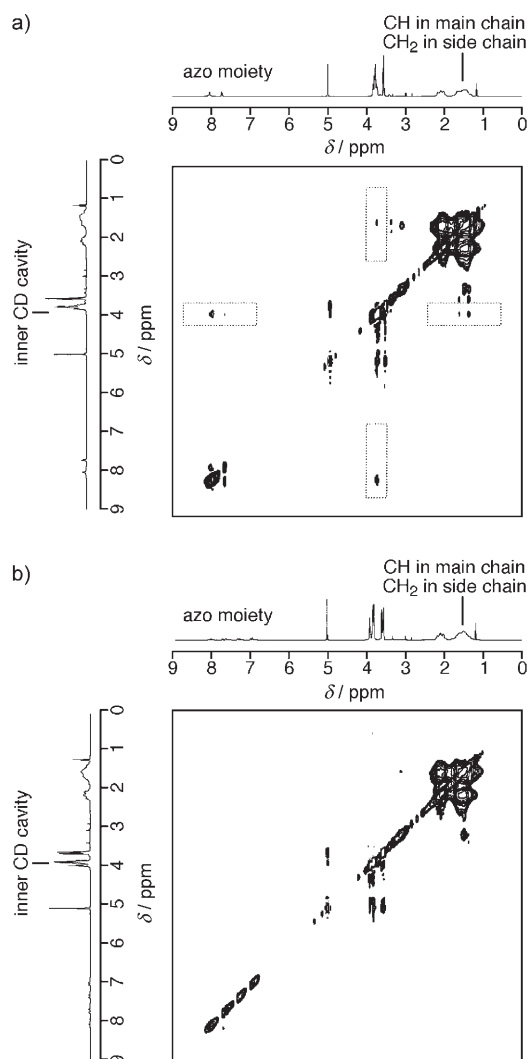 a)
CH in main chain
CH2 in side chain
azo moiety
9 8 7 6 5 4 3 2 1 0
δ / ppm
inner CD cavity
0 1 2 3 4 5 6 7 8 9
δ / ppm
b)
CH in main chain
CH2 in side chain
azo moiety
9 8 7 6 5 4 3 2 1 0
δ / ppm
inner CD cavity
0 1 2 3 4 5 6 7 8 9
δ / ppm